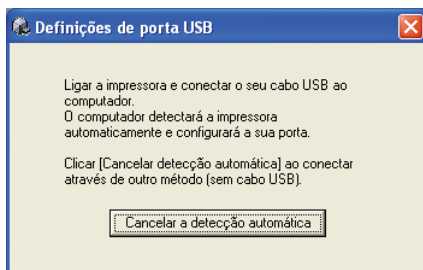 Definições de porta USB
Ligar a impressora e conectar o seu cabo USB ao
computador.
O computador detectará a impressora
automaticamente e configurará a sua porta.
Clicar [Cancelar detecção automática] ao conectar
através de outro método (sem cabo USB).
Cancelar a detecção automática